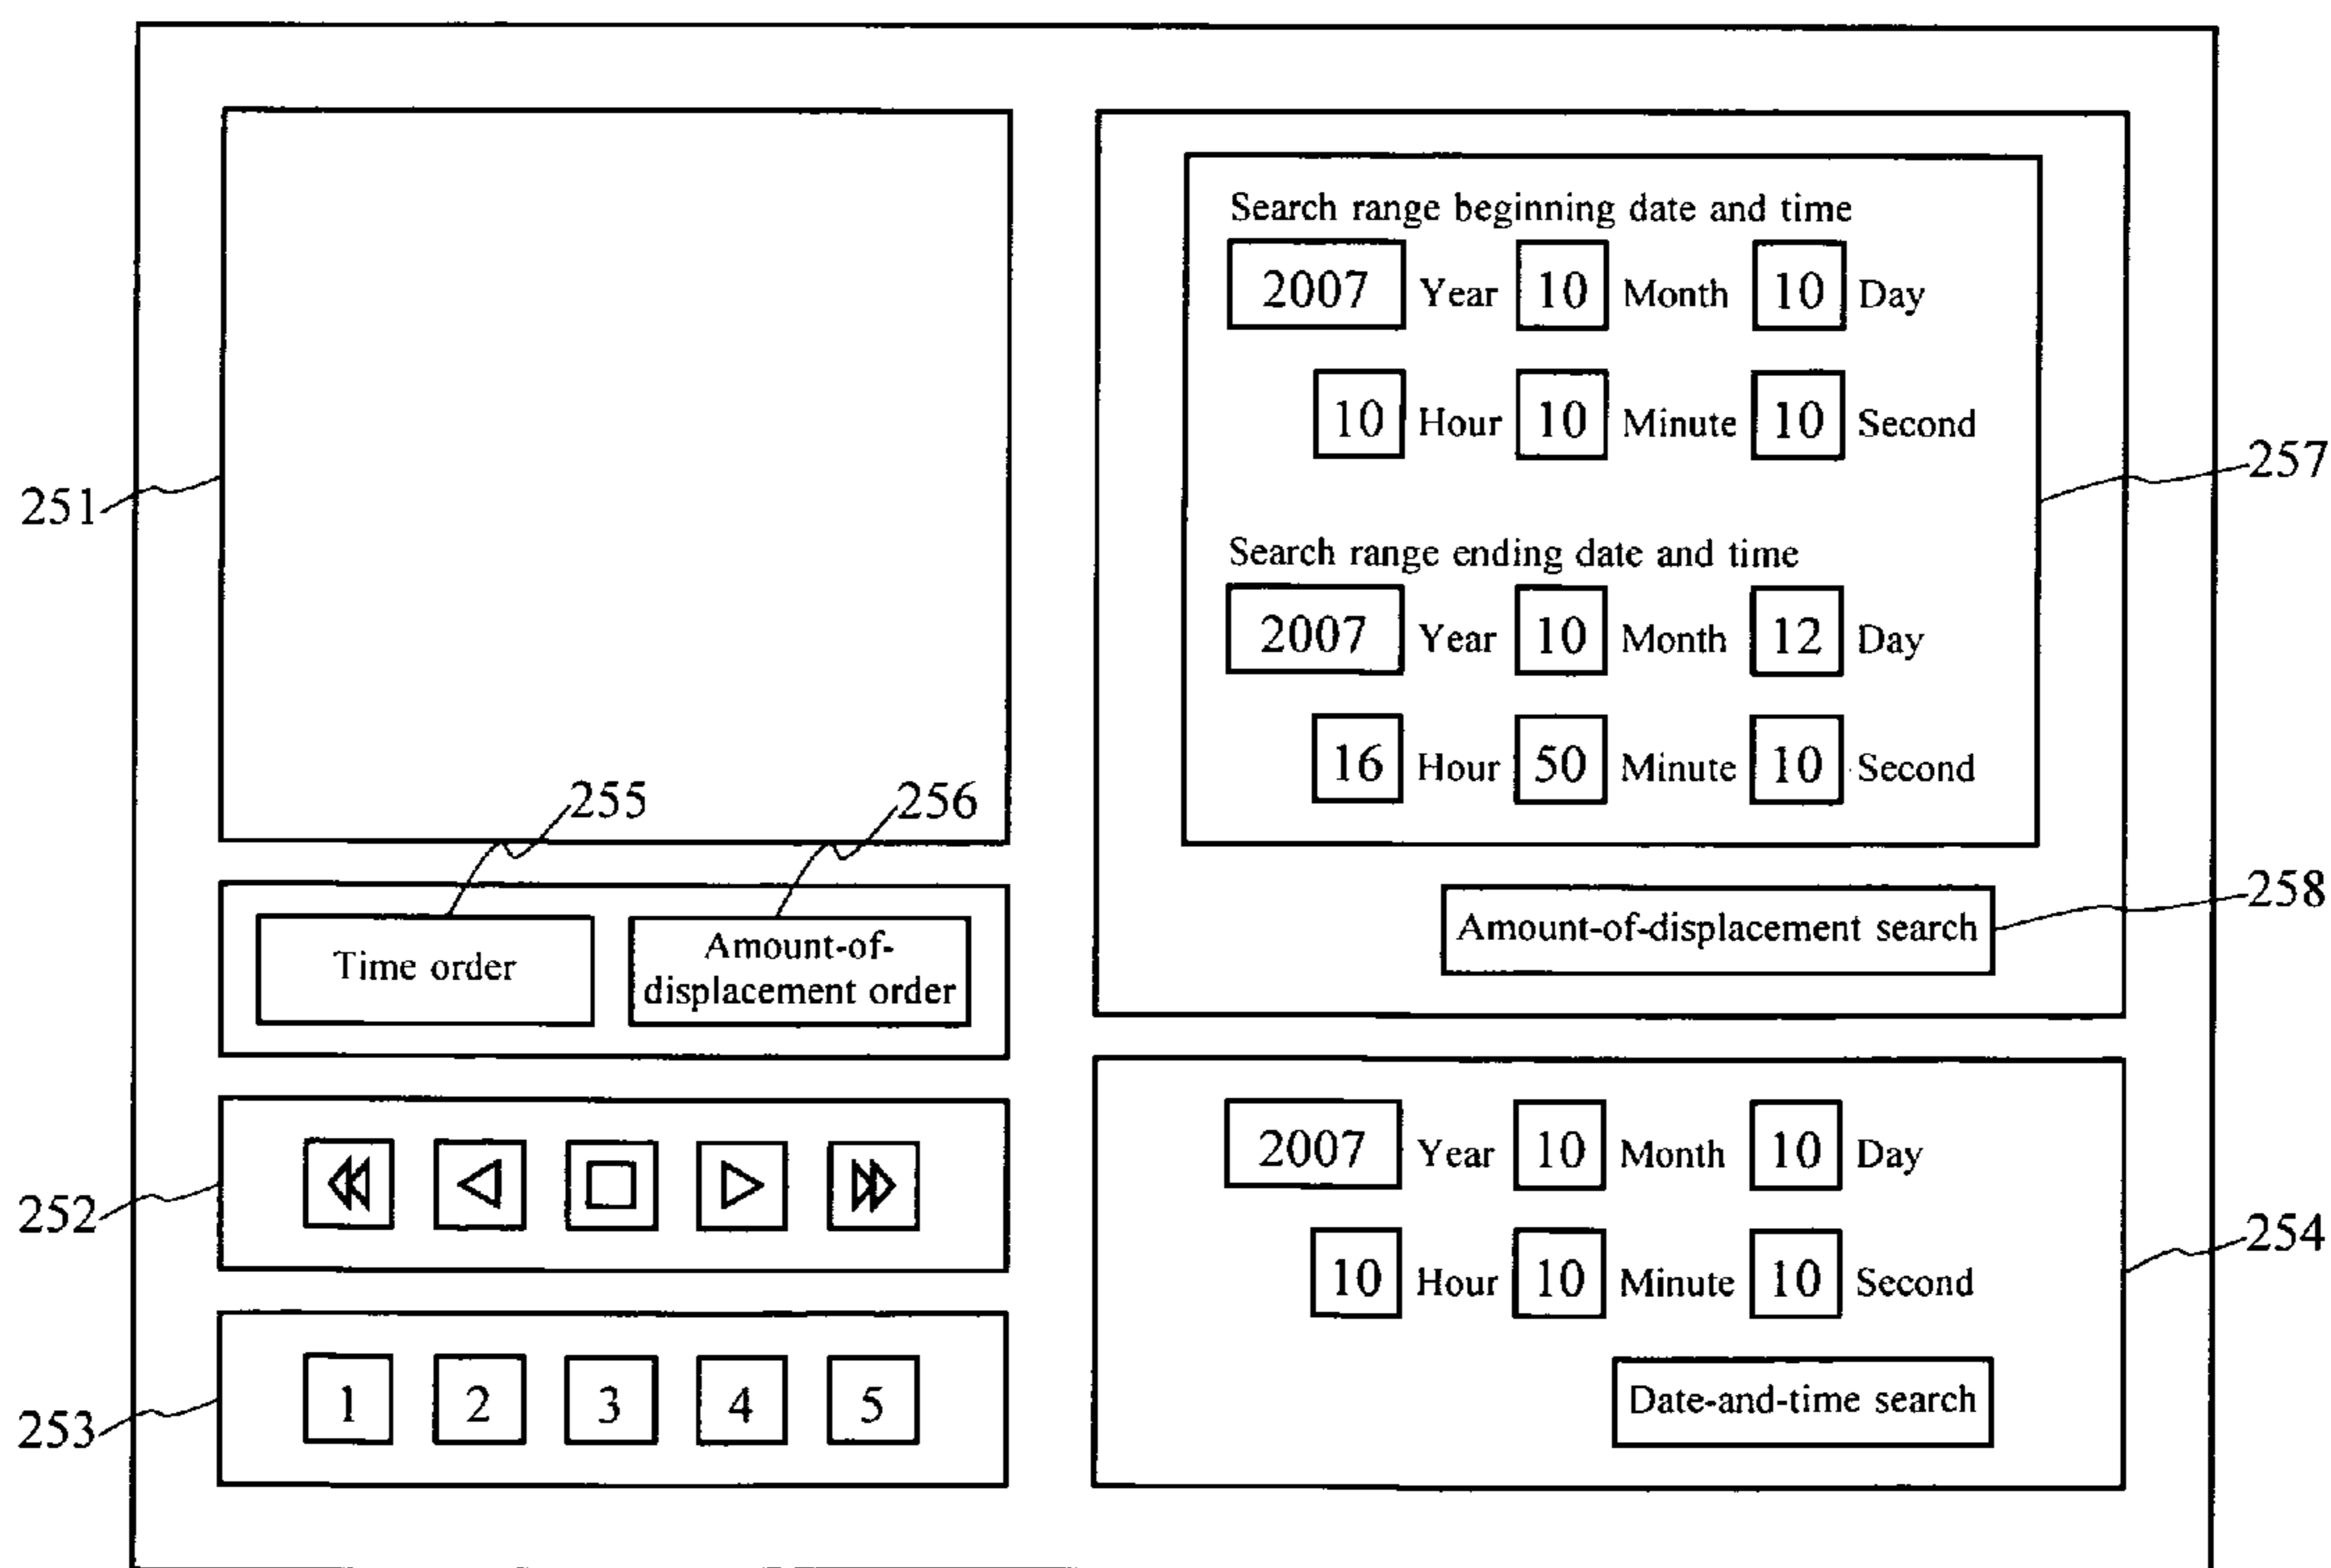 251
255
256
Time order
Amount-of-
displacement order
252
253
1 2 3 4 5
Search range beginning date and time
2007 Year 10 Month 10 Day
10 Hour 10 Minute 10 Second
Search range ending date and time
2007 Year 10 Month 12 Day
16 Hour 50 Minute 10 Second
257
Amount-of-displacement search
258
2007 Year 10 Month 10 Day
10 Hour 10 Minute 10 Second
254
Date-and-time search